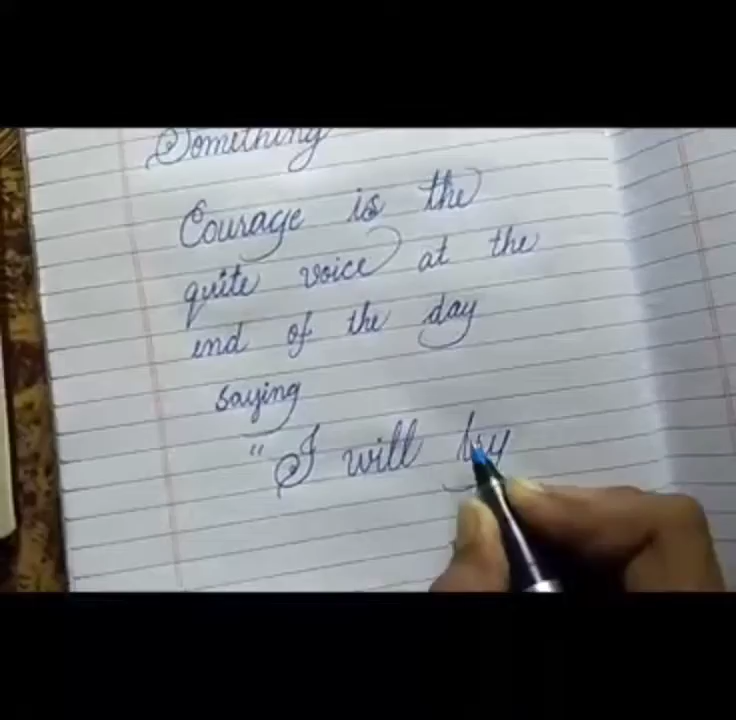 Something
Courage is the
quite voice at the
end of the day
saying
"I will try